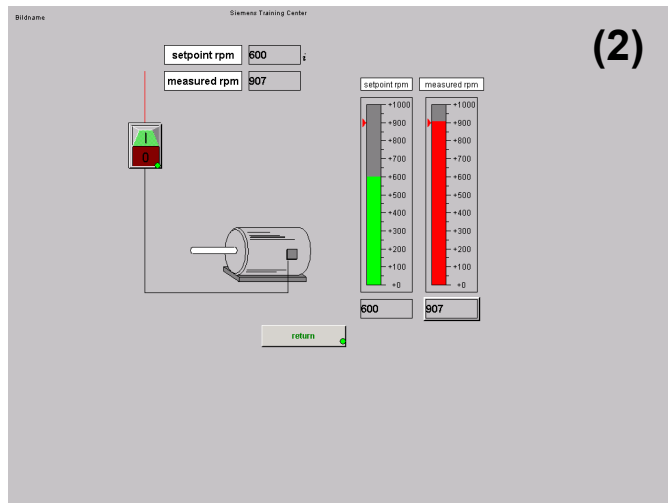 Bildname
Siemens Training Center
(2)
setpoint rpm 600 i
measured rpm 907
setpoint rpm measured rpm
+1000 +1000
+900 +900
+800 +800
+700 +700
+600 +600
+500 +500
+400 +400
+300 +300
+200 +200
+100 +100
+0 +0
600 907
I
0
return